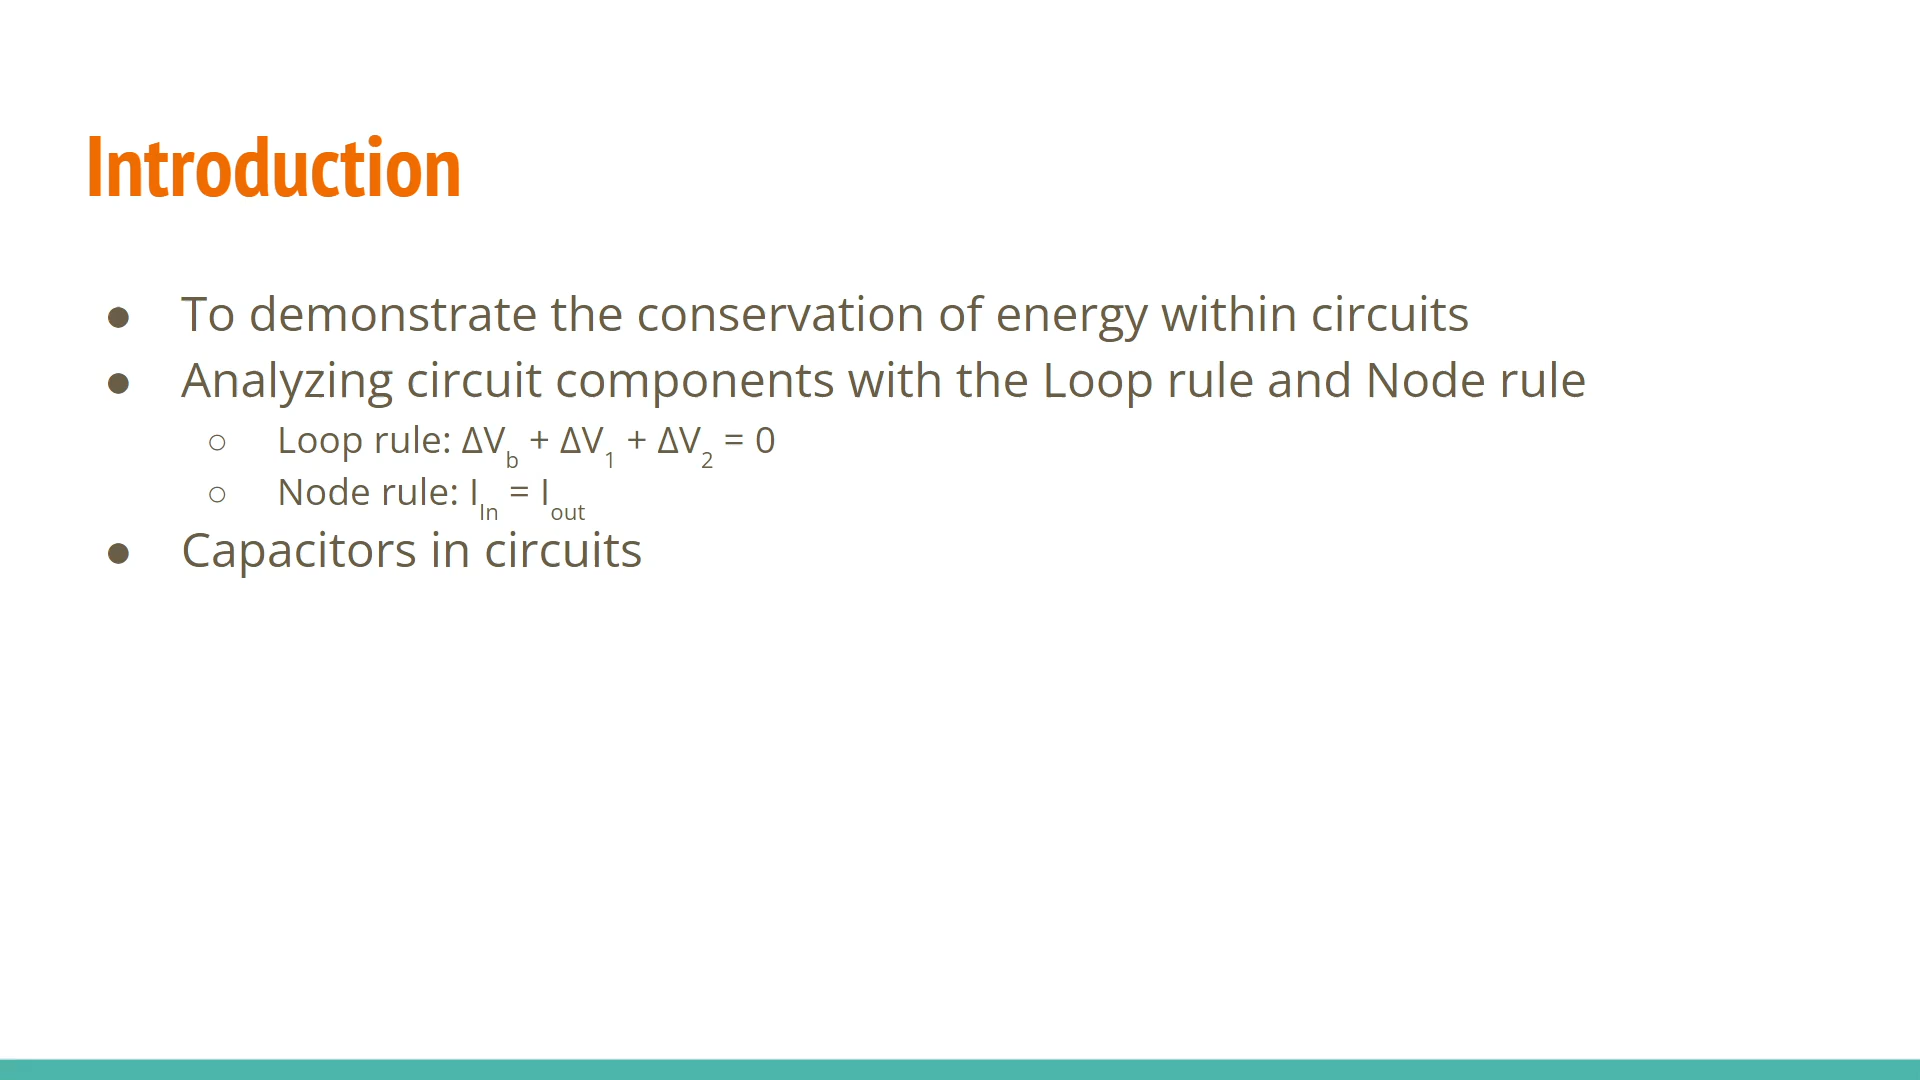 Introduction
● To demonstrate the conservation of energy within circuits
● Analyzing circuit components with the Loop rule and Node rule
○ Loop rule: ΔV_b + ΔV_1 + ΔV_2 = 0
○ Node rule: I_In = I_out
● Capacitors in circuits